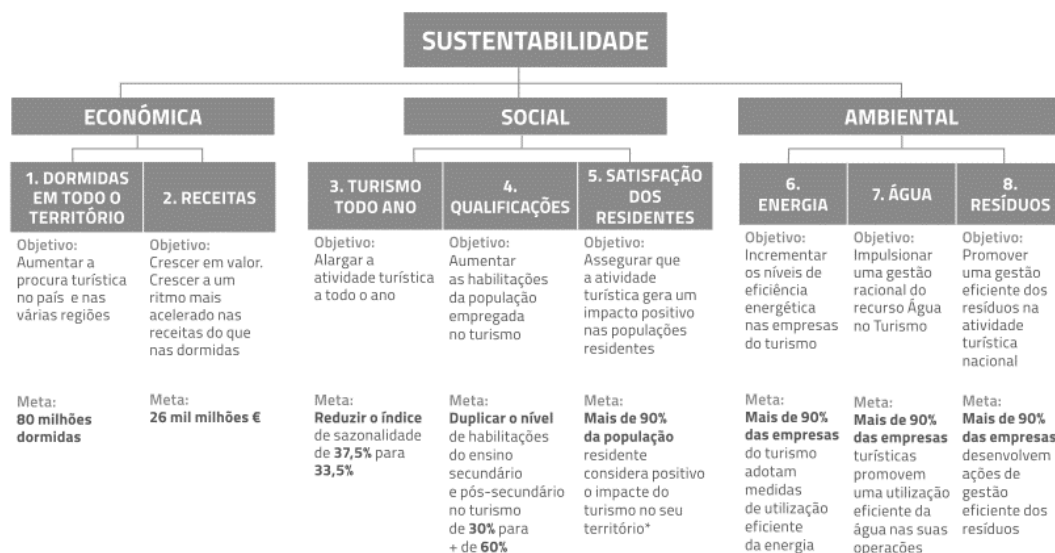 SUSTENTABILIDADE
ECONÓMICA
1. DORMIDAS
EM TODO O
TERRITÓRIO
Objetivo:
Aumentar a
procura turística
no país e nas
várias regiões
Meta:
80 milhões
dormidas
2. RECEITAS
Objetivo:
Crescer em valor.
Crescer a um
ritmo mais
acelerado nas
receitas do que
nas dormidas
Meta:
26 mil milhões €
SOCIAL
3. TURISMO
TODO ANO
Objetivo:
Alargar a
atividade turística
a todo o ano
Meta:
Reduzir o índice
de sazonalidade
de 37,5% para
33,5%
4.
QUALIFICAÇÕES
Objetivo:
Aumentar
as habilitações
da população
empregada
no turismo
Meta:
Duplicar o nível
de habilitações
do ensino
secundário
e pós-secundário
no turismo
de 30% para
+ de 60%
5. SATISFAÇÃO
DOS
RESIDENTES
Objetivo:
Assegurar que
a atividade
turística gera um
impacto positivo
nas populações
residentes
Meta:
Mais de 90%
da população
residente
considera positivo
o impacte do
turismo no seu
território*
AMBIENTAL
6.
ENERGIA
Objetivo:
Incrementar
os níveis de
eficiência
energética
nas empresas
do turismo
Meta:
Mais de 90%
das empresas
do turismo
adotam
medidas
de utilização
eficiente
da energia
7. ÁGUA
Objetivo:
Impulsionar
uma gestão
racional do
recurso Água
no Turismo
Meta:
Mais de 90%
das empresas
turísticas
promovem
uma utilização
eficiente da
água nas suas
operações
8.
RESÍDUOS
Objetivo:
Promover
uma gestão
eficiente dos
resíduos na
atividade
turística
nacional
Meta:
Mais de 90%
das empresas
desenvolvem
ações de
gestão
eficiente dos
resíduos